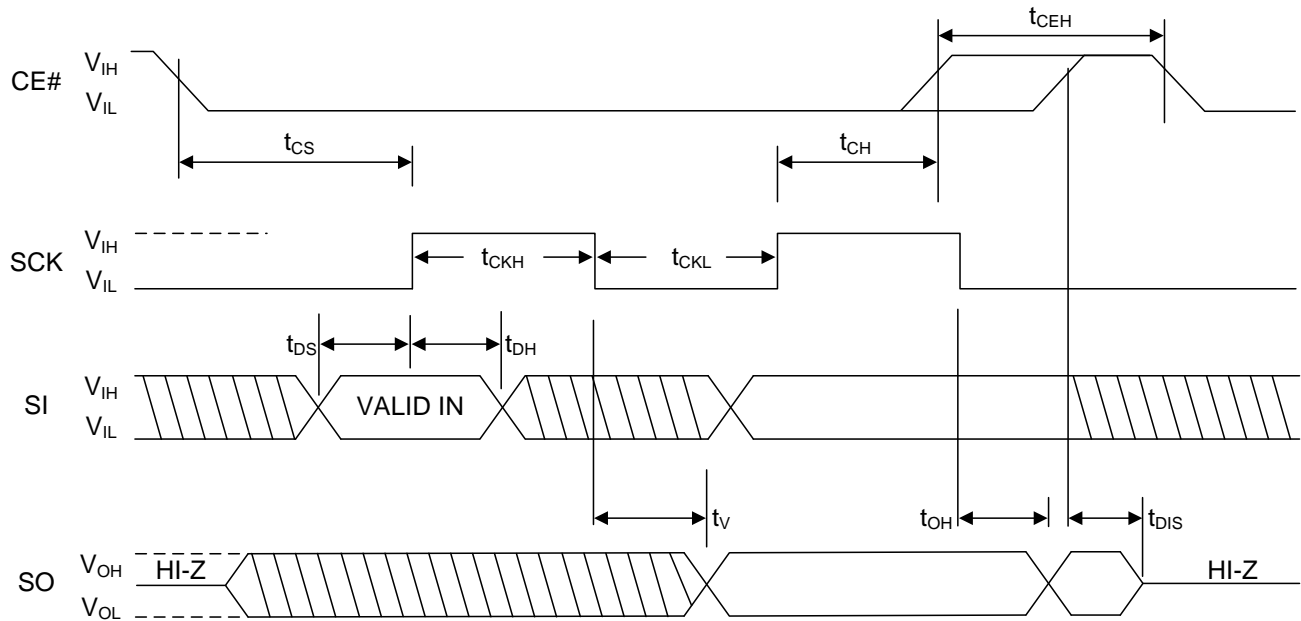 tCEH
CE#
VIH
VIL
tCS
tCH
SCK
VIH
VIL
tCKH
tCKL
tDS
tDH
SI
VIH
VIL
VALID IN
tV
tOH
tDIS
SO
VOH
HI-Z
VOL
HI-Z